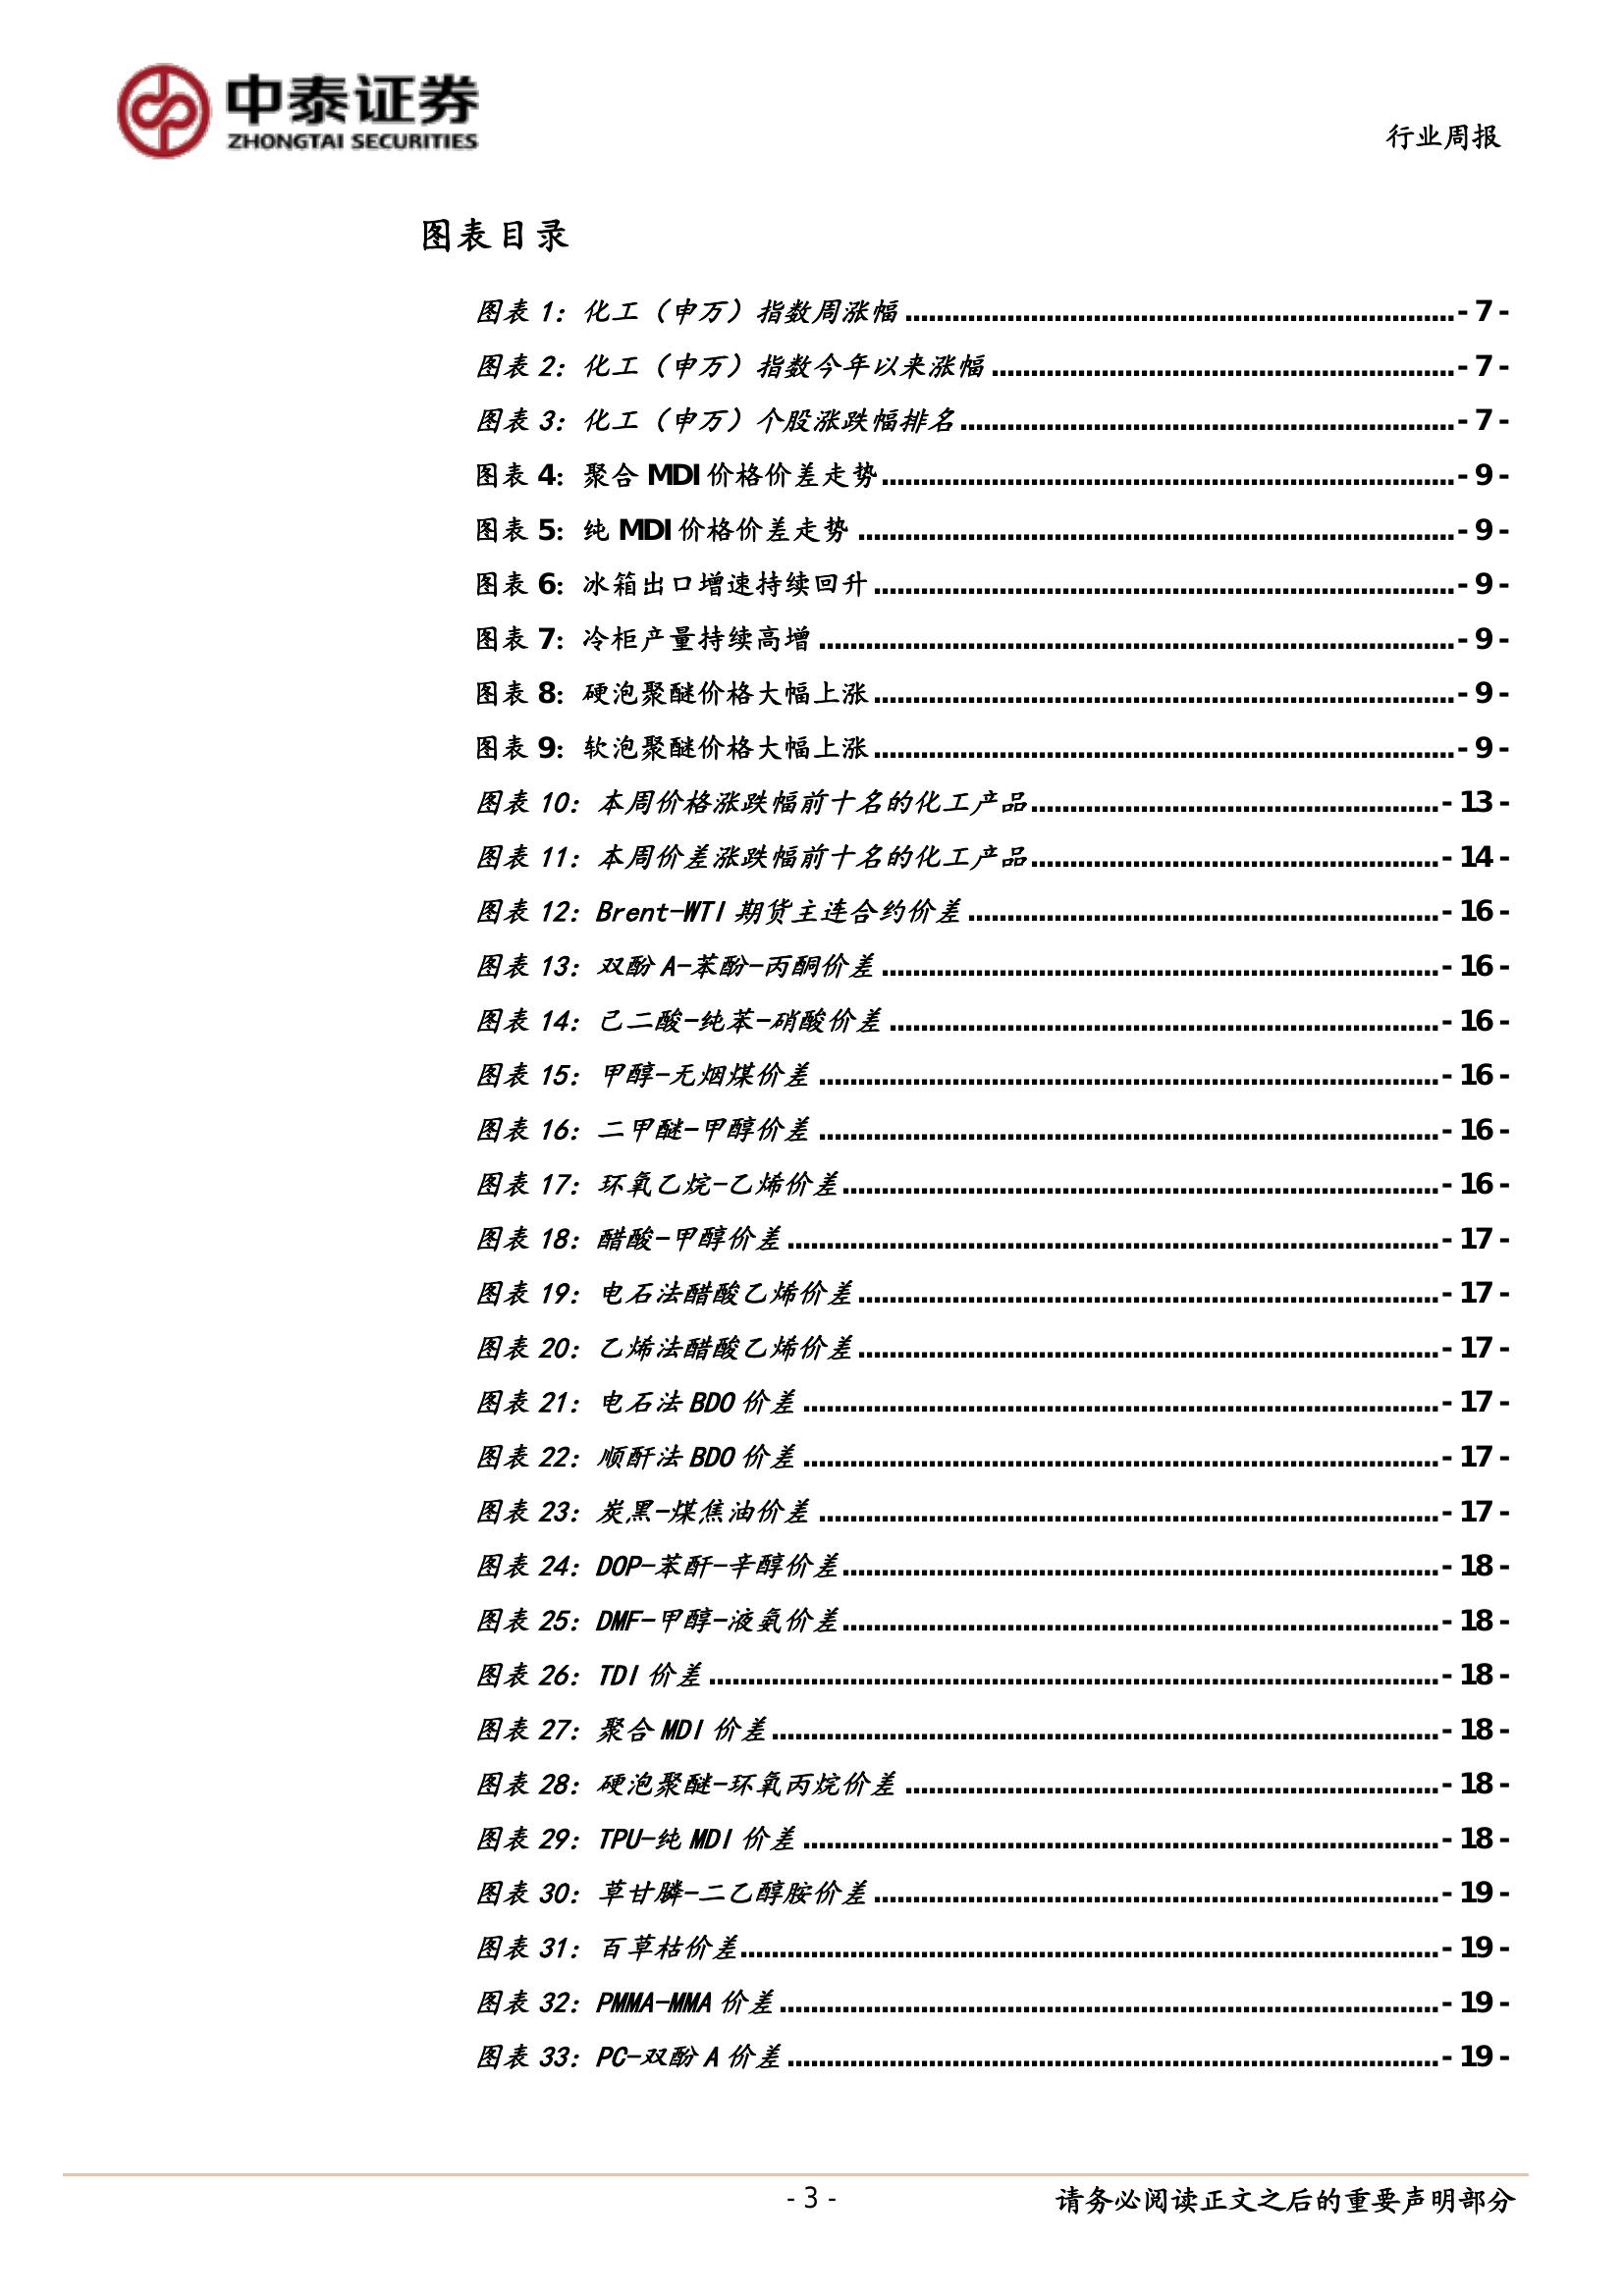 中泰证券
ZHONGTAI SECURITIES
行业周报
图表目录
图表 1：化工（申万）指数周涨幅 - 7 -
图表 2：化工（申万）指数今年以来涨幅 - 7 -
图表 3：化工（申万）个股涨跌幅排名 - 7 -
图表 4：聚合 MDI 价格价差走势 - 9 -
图表 5：纯 MDI 价格价差走势 - 9 -
图表 6：冰箱出口增速持续回升 - 9 -
图表 7：冷柜产量持续高增 - 9 -
图表 8：硬泡聚醚价格大幅上涨 - 9 -
图表 9：软泡聚醚价格大幅上涨 - 9 -
图表 10：本周价格涨跌幅前十名的化工产品 - 13 -
图表 11：本周价差涨跌幅前十名的化工产品 - 14 -
图表 12：Brent-WTI 期货主连合约价差 - 16 -
图表 13：双酚 A-苯酚-丙酮价差 - 16 -
图表 14：己二酸-纯苯-硝酸价差 - 16 -
图表 15：甲醇-无烟煤价差 - 16 -
图表 16：二甲醚-甲醇价差 - 16 -
图表 17：环氧乙烷-乙烯价差 - 16 -
图表 18：醋酸-甲醇价差 - 17 -
图表 19：电石法醋酸乙烯价差 - 17 -
图表 20：乙烯法醋酸乙烯价差 - 17 -
图表 21：电石法 BDO 价差 - 17 -
图表 22：顺酐法 BDO 价差 - 17 -
图表 23：炭黑-煤焦油价差 - 17 -
图表 24：DOP-苯酐-辛醇价差 - 18 -
图表 25：DMF-甲醇-液氨价差 - 18 -
图表 26：TDI 价差 - 18 -
图表 27：聚合 MDI 价差 - 18 -
图表 28：硬泡聚醚-环氧丙烷价差 - 18 -
图表 29：TPU-纯 MDI 价差 - 18 -
图表 30：草甘膦-二乙醇胺价差 - 19 -
图表 31：百草枯价差 - 19 -
图表 32：PMMA-MMA 价差 - 19 -
图表 33：PC-双酚 A 价差 - 19 -
- 3 -
请务必阅读正文之后的重要声明部分